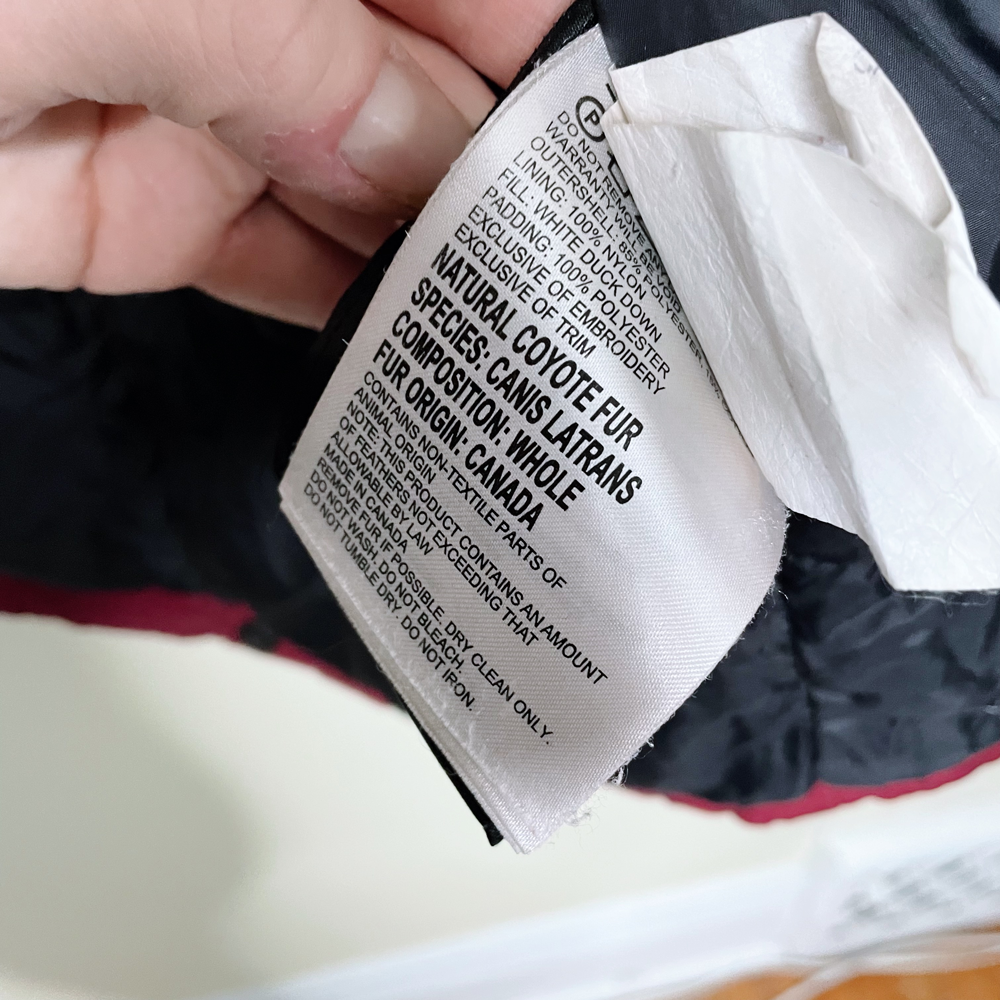 P
DO NOT REMOVE
WARRANTY WILL BE VOID
OUTERSHELL: 85% POLYESTER, 15%
LINING: 100% NYLON
FILL: WHITE DUCK DOWN
PADDING: 100% POLYESTER
EXCLUSIVE OF EMBROIDERY
EXCLUSIVE OF TRIM
NATURAL COYOTE FUR
SPECIES: CANIS LATRANS
COMPOSITION: WHOLE
FUR ORIGIN: CANADA
CONTAINS NON-TEXTILE PARTS OF
ANIMAL ORIGIN
NOTE: THIS PRODUCT CONTAINS AN AMOUNT
OF FEATHERS NOT EXCEEDING THAT
ALLOWABLE BY LAW
MADE IN CANADA
REMOVE FUR IF POSSIBLE. DRY CLEAN ONLY.
DO NOT WASH. DO NOT BLEACH.
DO NOT TUMBLE DRY. DO NOT IRON.